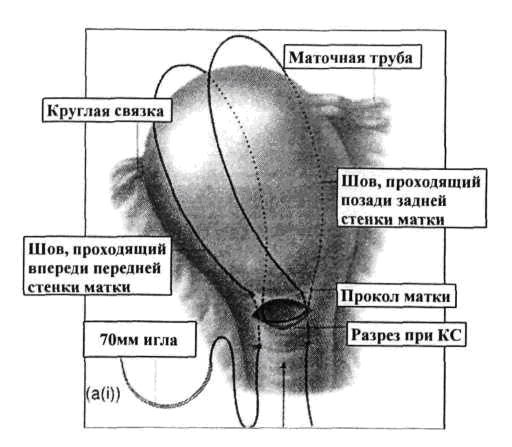 Маточная труба
Круглая связка
Шов, проходящий
позади задней
стенки матки
Шов, проходящий
впереди передней
стенки матки
Прокол матки
70мм игла
Разрез при КС
(a(i))